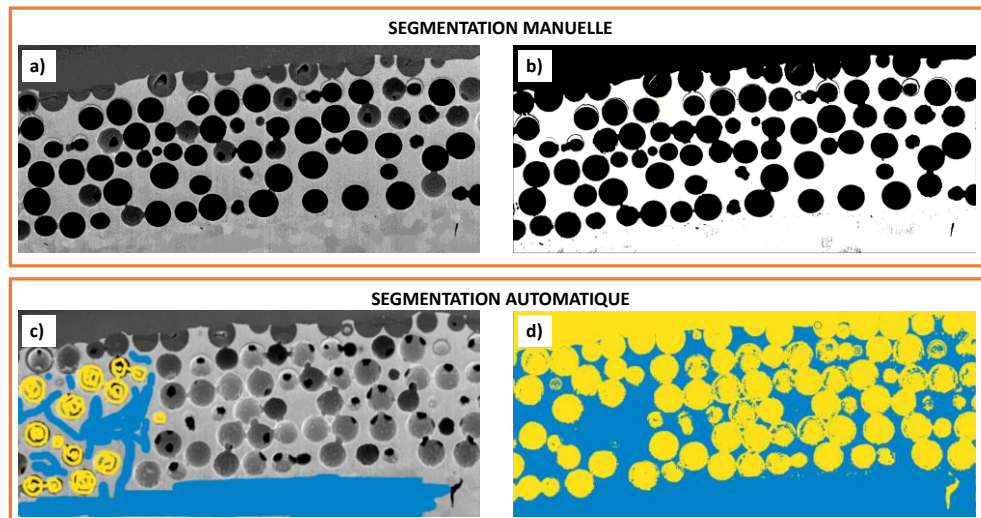 SEGMENTATION MANUELLE
a)
b)
SEGMENTATION AUTOMATIQUE
c)
d)